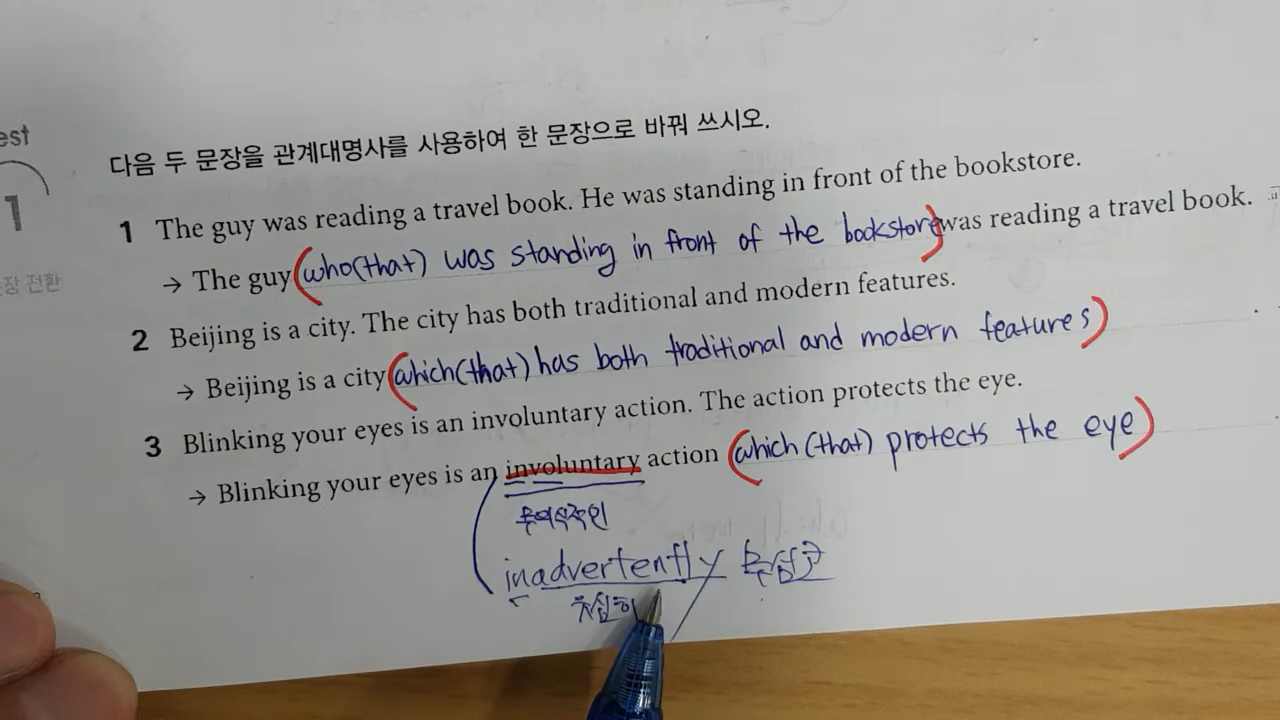 est
다음 두 문장을 관계대명사를 사용하여 한 문장으로 바꿔 쓰시오.
1
1 The guy was reading a travel book. He was standing in front of the bookstore.
→ The guy (who(that) was standing in front of the bookstore) was reading a travel book.
장 전환
2 Beijing is a city. The city has both traditional and modern features.
→ Beijing is a city (which(that) has both traditional and modern features)
3 Blinking your eyes is an involuntary action. The action protects the eye.
→ Blinking your eyes is an involuntary action (which(that) protects the eye)
무의식적인
inadvertently 무심코